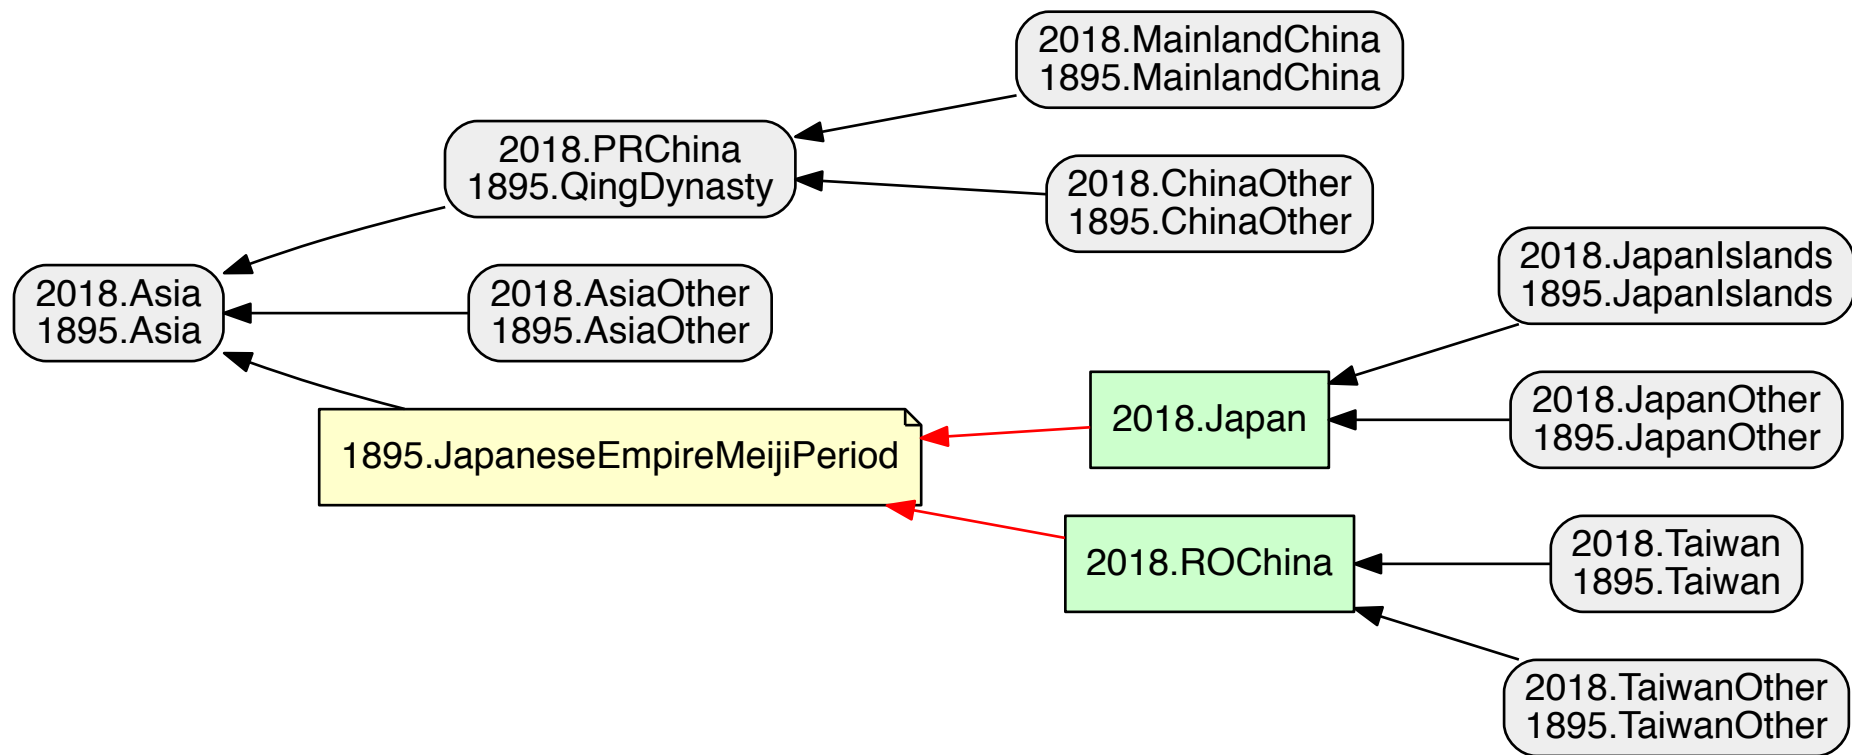 2018.MainlandChina
1895.MainlandChina
2018.PRChina
1895.QingDynasty
2018.ChinaOther
1895.ChinaOther
2018.JapanIslands
1895.JapanIslands
2018.Asia
1895.Asia
2018.AsiaOther
1895.AsiaOther
2018.Japan
2018.JapanOther
1895.JapanOther
1895.JapaneseEmpireMeijiPeriod
2018.ROChina
2018.Taiwan
1895.Taiwan
2018.TaiwanOther
1895.TaiwanOther